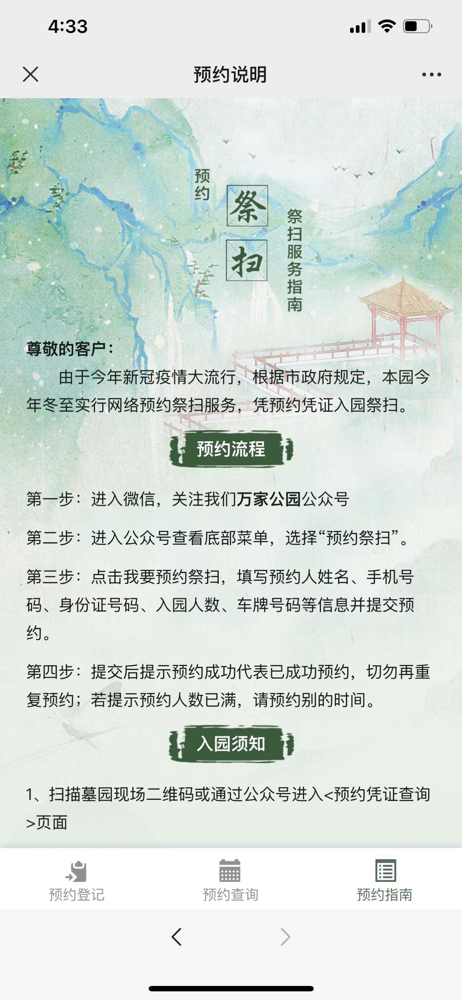 4:33
预约说明
预约
祭扫
祭扫服务指南
尊敬的客户：
由于今年新冠疫情大流行，根据市政府规定，本园今
年冬至实行网络预约祭扫服务，凭预约凭证入园祭扫。
预约流程
第一步：进入微信，关注我们万家公园公众号
第二步：进入公众号查看底部菜单，选择“预约祭扫”。
第三步：点击我要预约祭扫，填写预约人姓名、手机号
码、身份证号码、入园人数、车牌号码等信息并提交预
约。
第四步：提交后提示预约成功代表已成功预约，切勿再重
复预约；若提示预约人数已满，请预约别的时间。
入园须知
1、扫描墓园现场二维码或通过公众号进入<预约凭证查询
>页面
预约登记
预约查询
预约指南